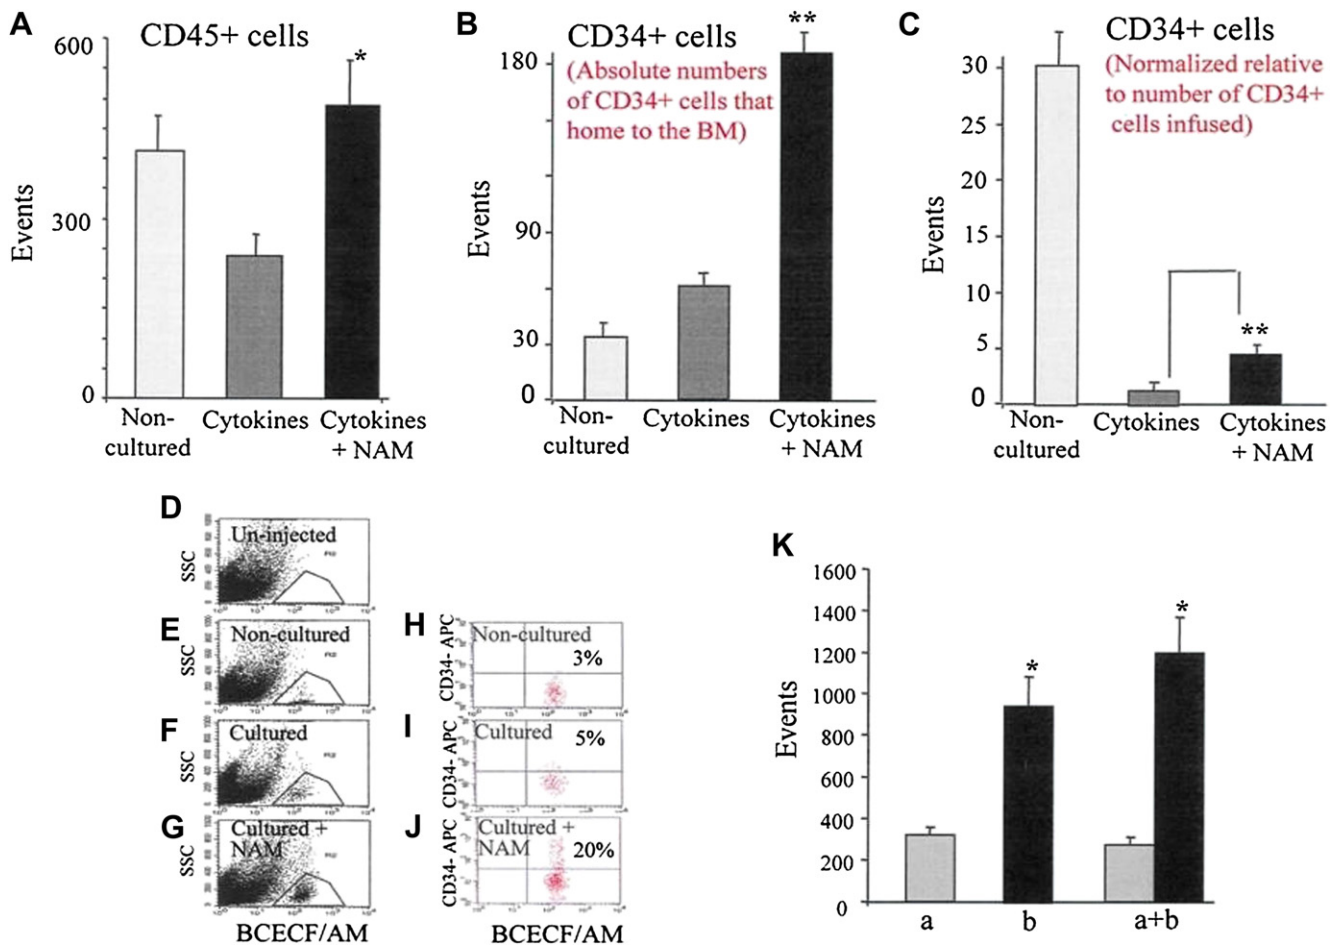 A
CD45+ cells
600
*
300
0
Events
Non-
cultured
Cytokines
Cytokines
+ NAM
B
CD34+ cells
**
(Absolute numbers
of CD34+ cells that
home to the BM)
180
90
30
0
Events
Non-
cultured
Cytokines
Cytokines
+ NAM
C
CD34+ cells
(Normalized relative
to number of CD34+
cells infused)
30
25
20
15
10
5
0
**
Events
Non-
cultured
Cytokines
Cytokines
+ NAM
D
Un-injected
SSC
E
Non-cultured
SSC
F
Cultured
SSC
G
Cultured +
NAM
SSC
BCECF/AM
H
Non-cultured
3%
CD34- APC
I
Cultured
5%
CD34- APC
J
Cultured +
NAM
20%
CD34- APC
BCECF/AM
K
1600
1400
1200
1000
800
600
400
200
0
Events
*
*
a
b
a+b